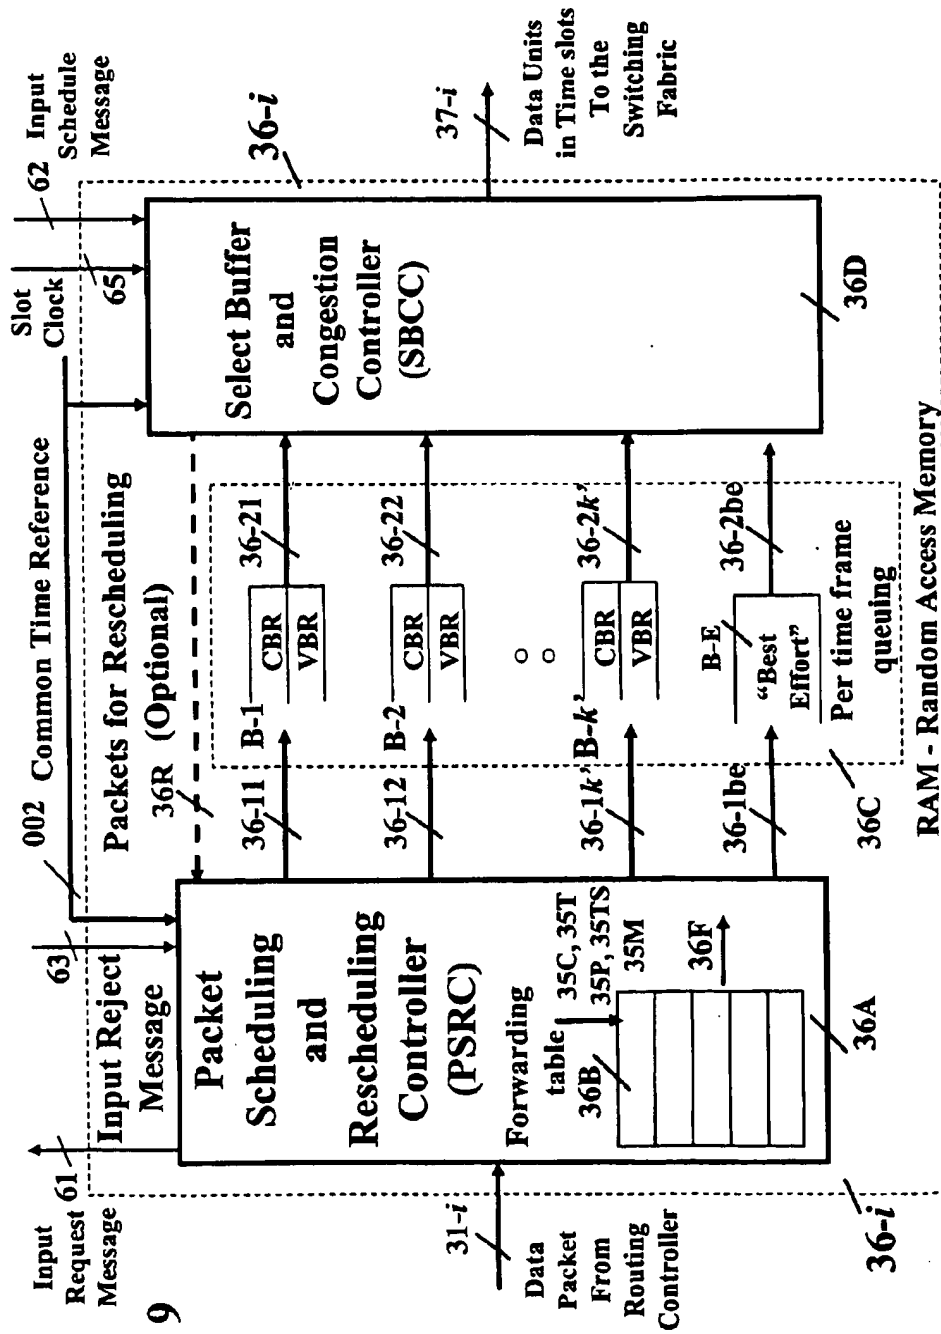 9
Input
Request
Message
61
Input Reject
Message
63
002 Common Time Reference
Slot
Clock
65
62 Input
Schedule
Message
Packets for Rescheduling
36R (Optional)
36-i
Packet
Scheduling
and
Rescheduling
Controller
(PSRC)
Forwarding
table
36B
35C, 35T
35P, 35TS
35M
36F
36A
31-i
Data
Packet
From
Routing
Controller
36-i
36-11
B-1
CBR
VBR
36-21
36-12
B-2
CBR
VBR
36-22
36-1k'
B-k'
CBR
VBR
36-2k'
36-1be
B-E
"Best
Effort"
36-2be
Per time frame
queuing
36C
RAM - Random Access Memory
Select Buffer
and
Congestion
Controller
(SBCC)
36D
37-i
Data Units
in Time slots
To the
Switching
Fabric